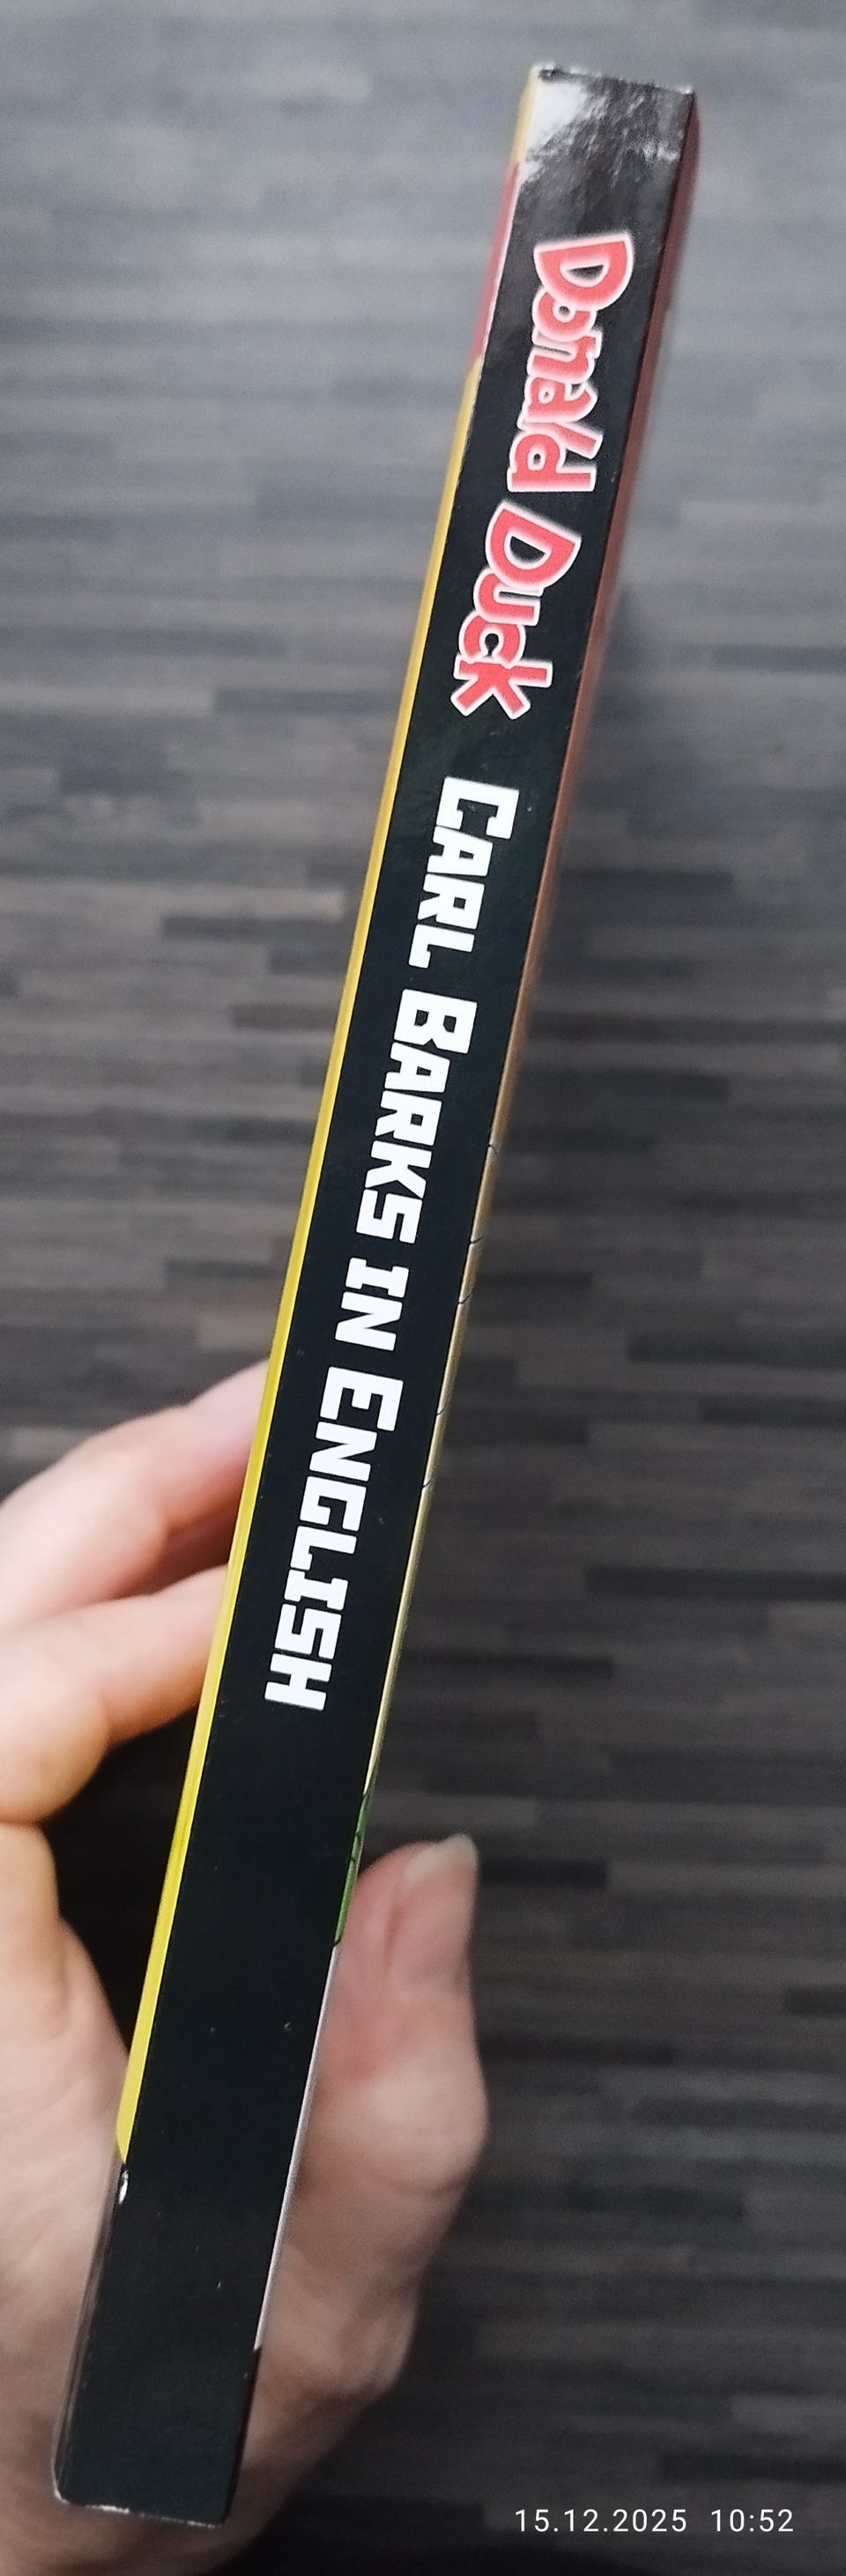 Donald Duck CARL BARKS IN ENGLISH
15.12.2025 10:52